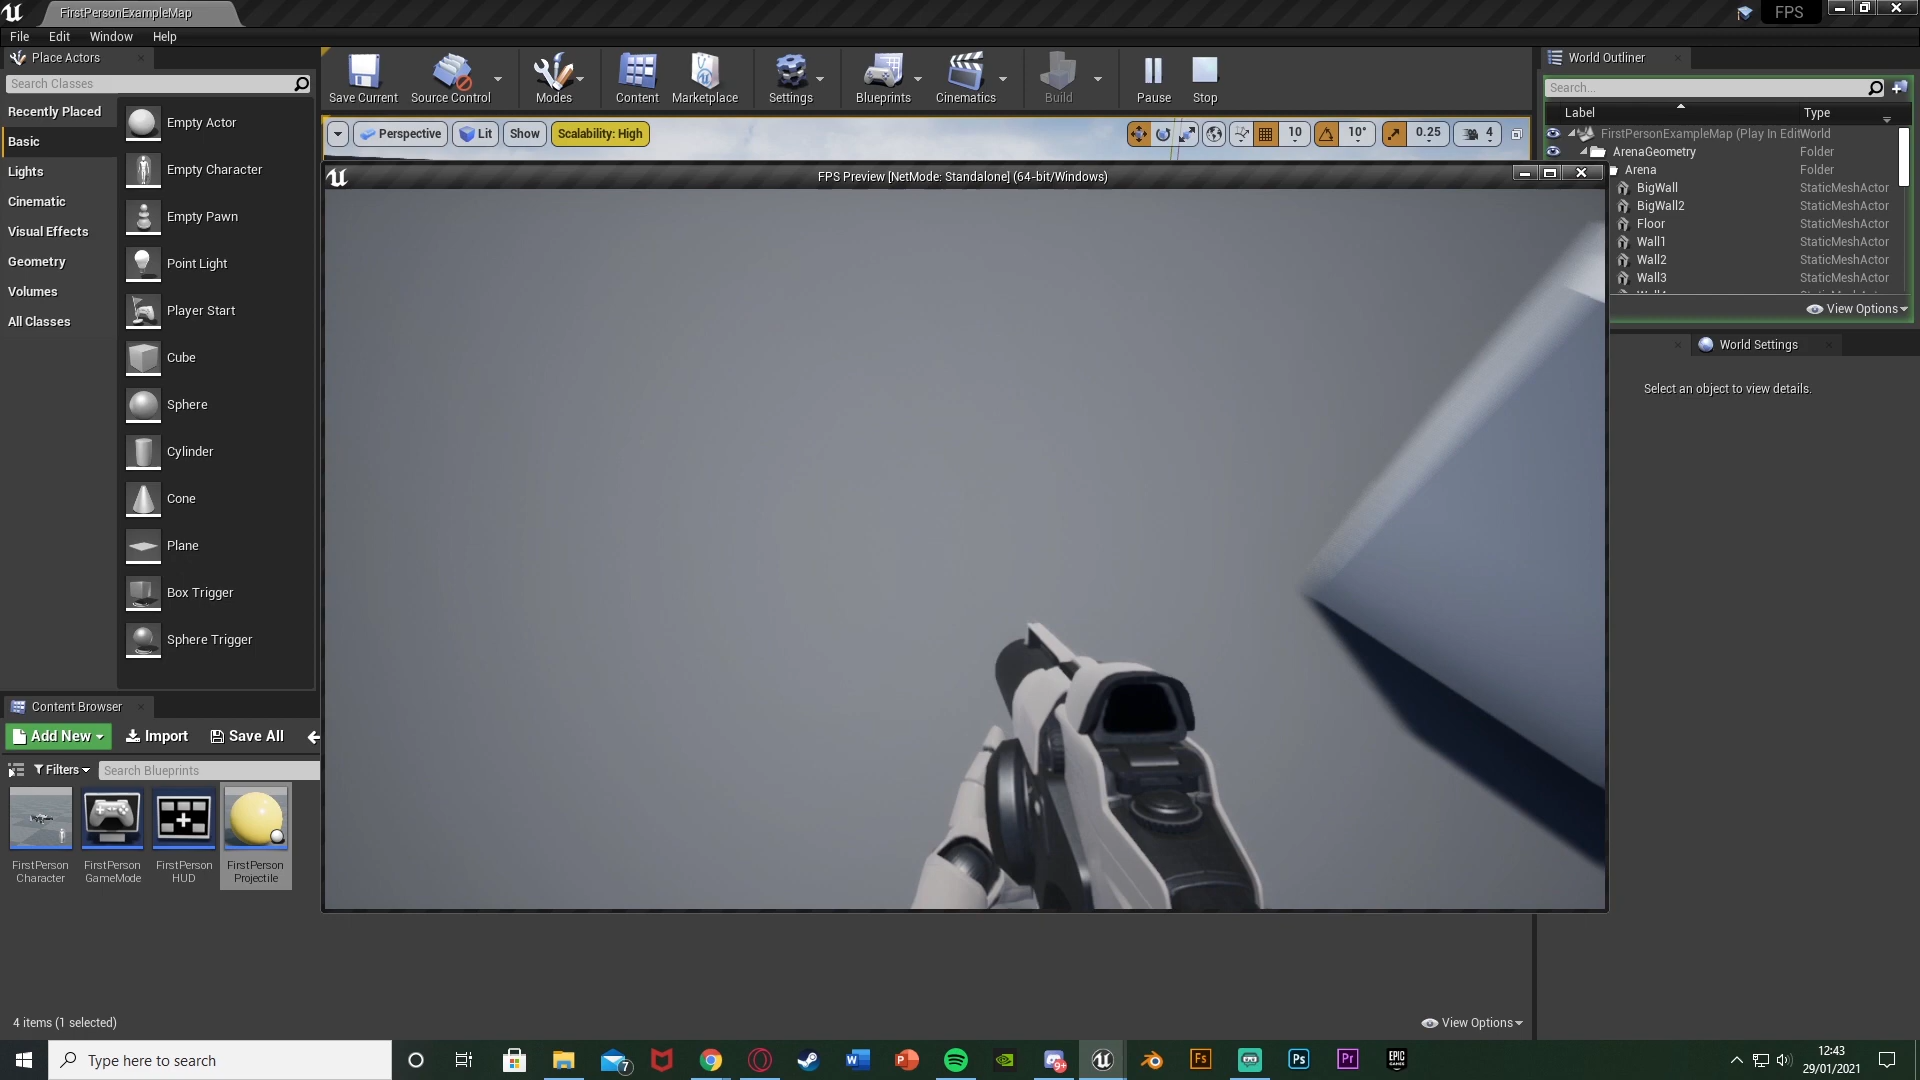 FirstPersonExampleMap
FPS
File Edit Window Help
Place Actors
Search Classes
Recently Placed
Basic
Lights
Cinematic
Visual Effects
Geometry
Volumes
All Classes
Empty Actor
Empty Character
Empty Pawn
Point Light
Player Start
Cube
Sphere
Cylinder
Cone
Plane
Box Trigger
Sphere Trigger
Save Current Source Control Modes Content Marketplace Settings Blueprints Cinematics Build Pause Stop
Perspective Lit Show Scalability: High 10 10° 0.25 4
FPS Preview [NetMode: Standalone] (64-bit/Windows)
World Outliner
Search...
Label Type
FirstPersonExampleMap (Play In Edit World
ArenaGeometry Folder
Arena Folder
BigWall StaticMeshActor
BigWall2 StaticMeshActor
Floor StaticMeshActor
Wall1 StaticMeshActor
Wall2 StaticMeshActor
Wall3 StaticMeshActor
View Options
World Settings
Select an object to view details.
Content Browser
Add New Import Save All
Filters Search Blueprints
FirstPerson Character
FirstPerson GameMode
FirstPerson HUD
FirstPerson Projectile
4 items (1 selected)
View Options
Type here to search
7
W
P
9+
Fs
Ps
Pr
EPIC GAMES
12:43
29/01/2021